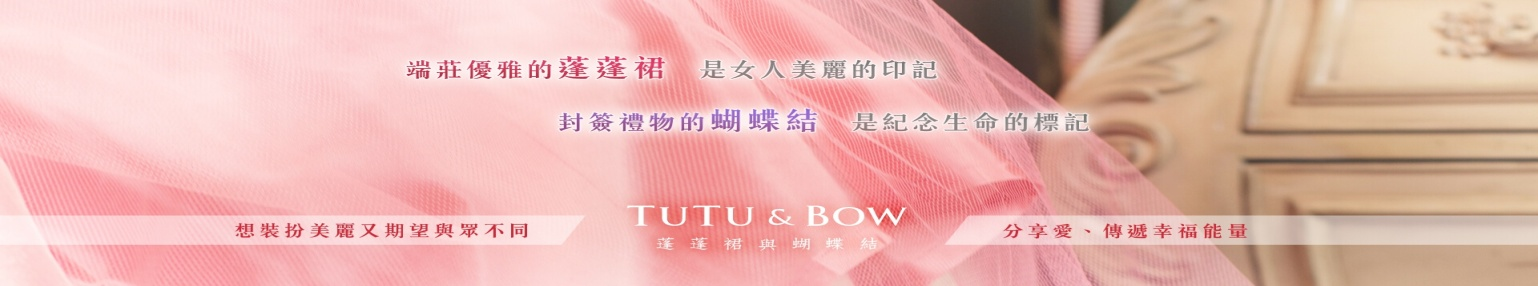 端莊優雅的蓬蓬裙 是女人美麗的印記
封簽禮物的蝴蝶結 是紀念生命的標記
TUTU & BOW
蓬蓬裙與蝴蝶結
想裝扮美麗又期望與眾不同
分享愛、傳遞幸福能量